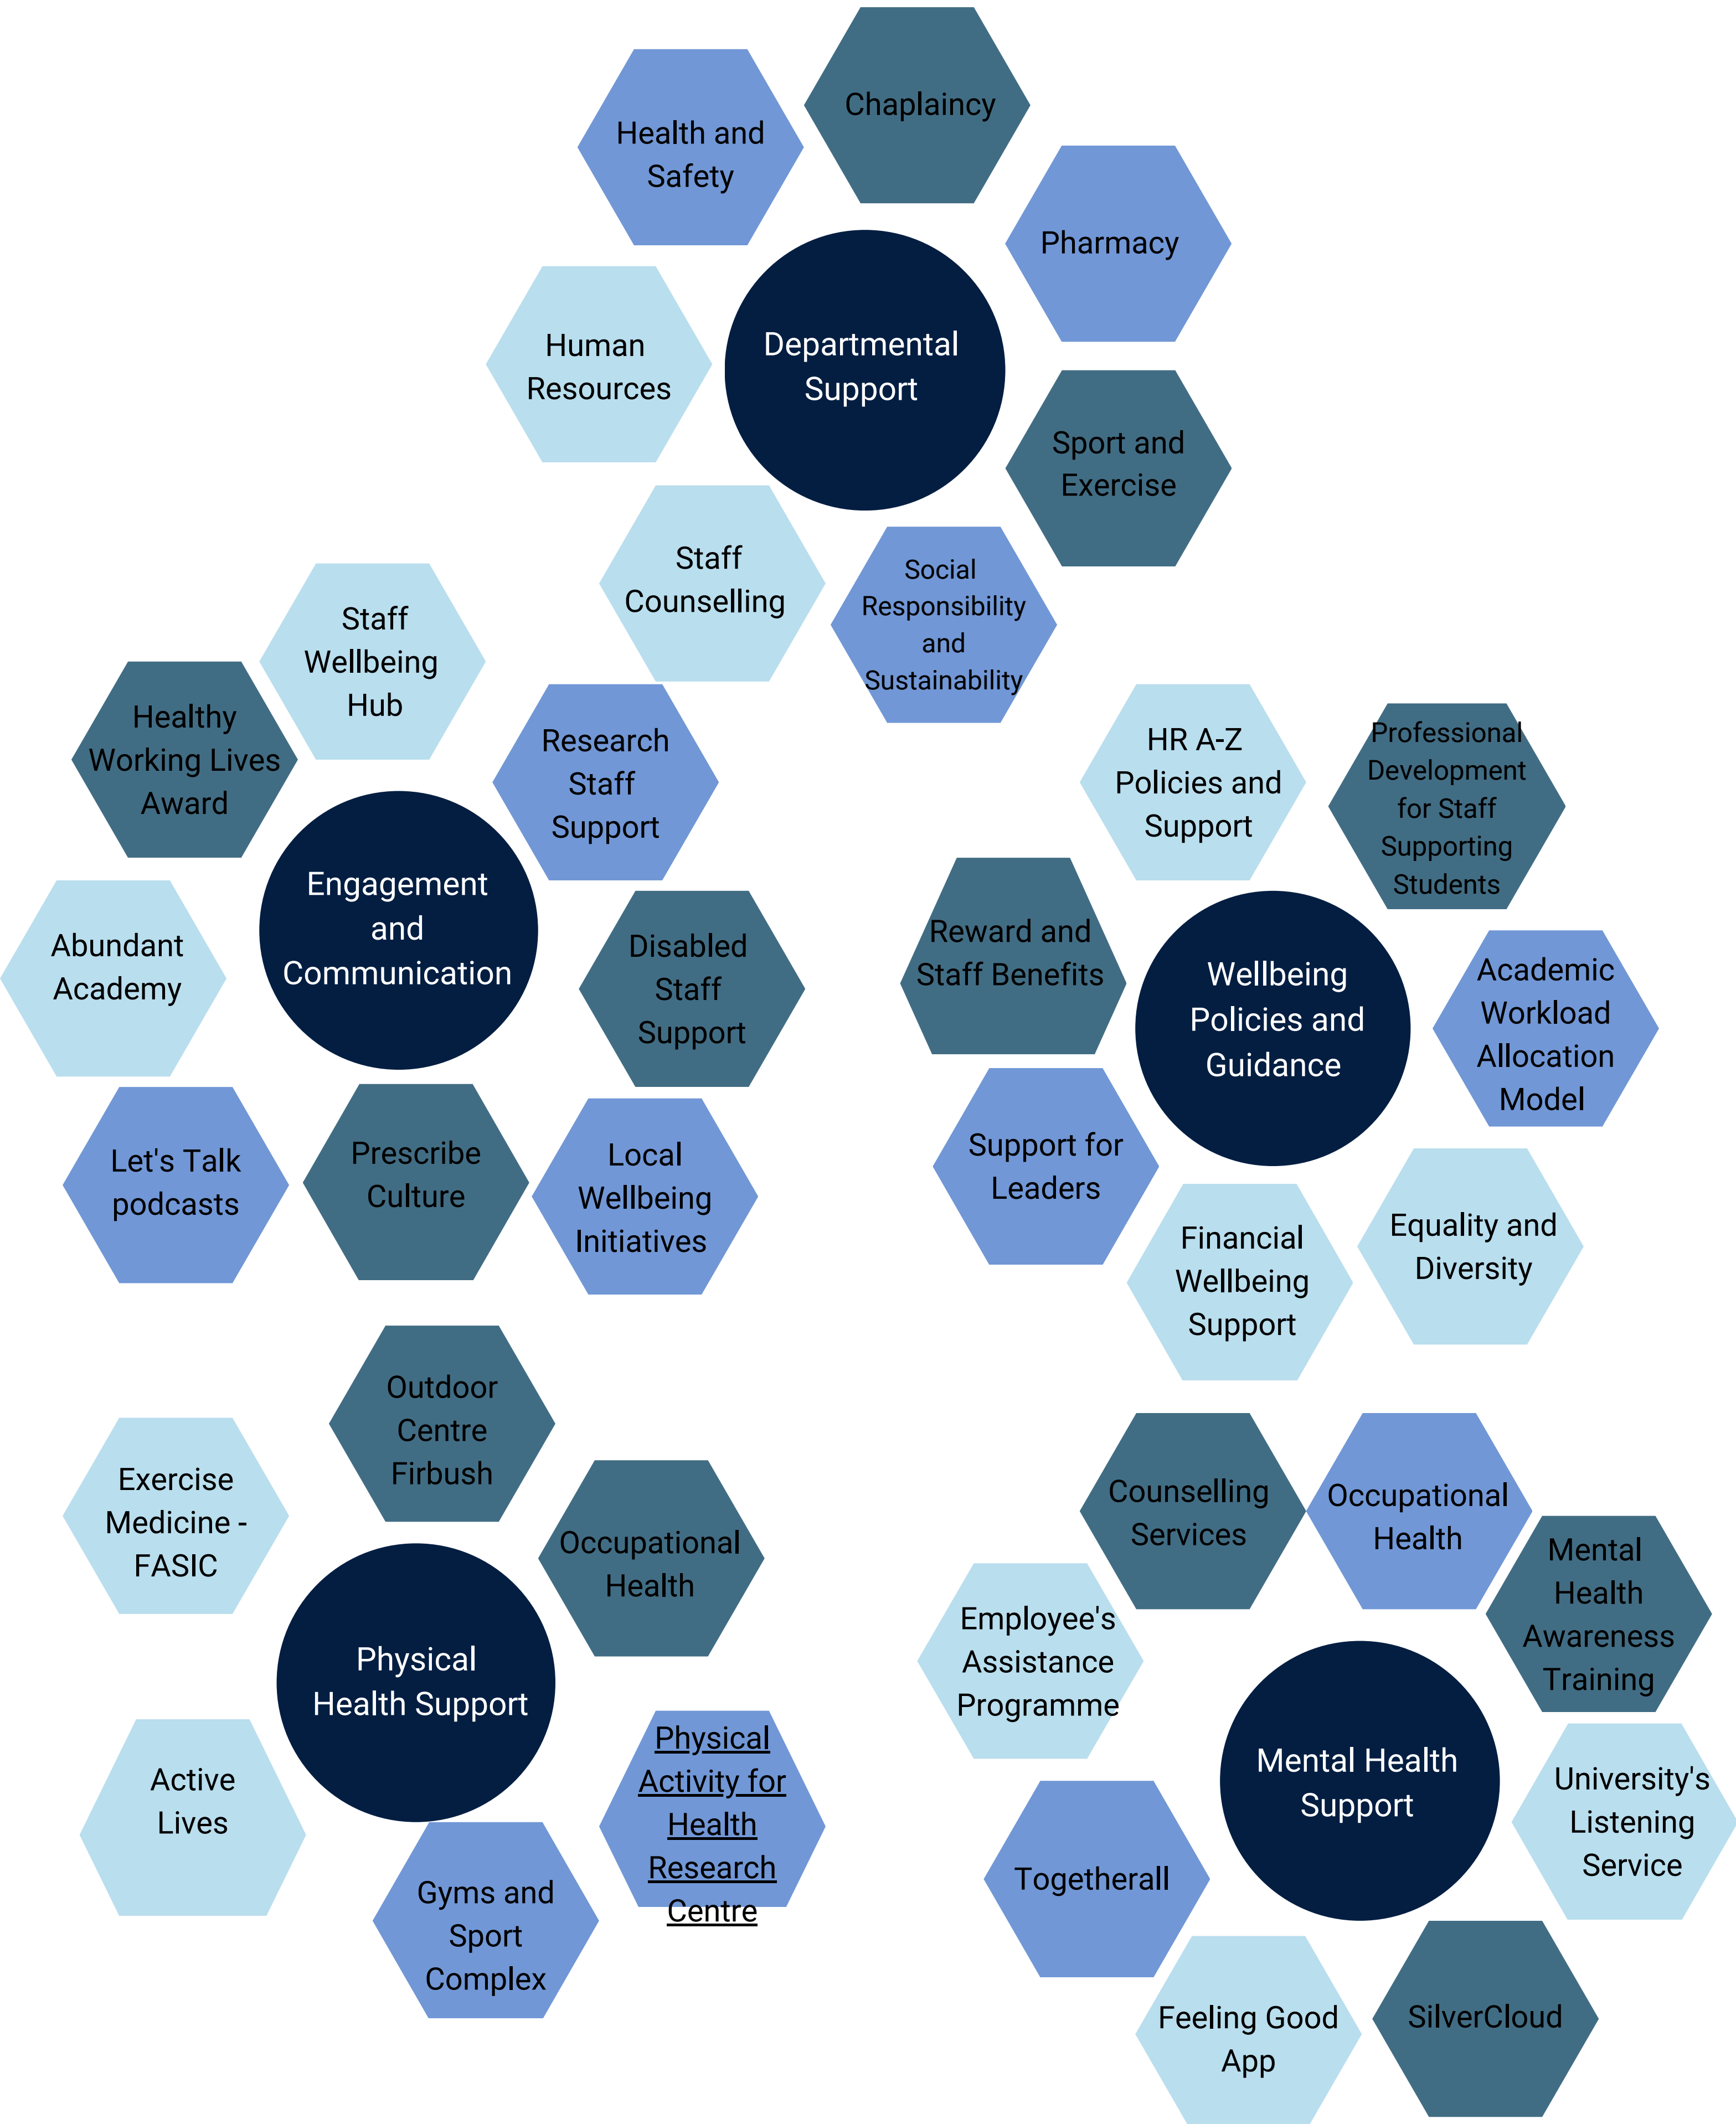 Chaplaincy
Health and
Safety
Pharmacy
Human
Resources
Departmental
Support
Sport and
Exercise
Staff
Counselling
Social
Responsibility
and
Sustainability
Staff
Wellbeing
Hub
Healthy
Working Lives
Award
Research
Staff
Support
Engagement
and
Communication
Abundant
Academy
Disabled
Staff
Support
Let's Talk
podcasts
Prescribe
Culture
Local
Wellbeing
Initiatives
HR A-Z
Policies and
Support
Professional
Development
for Staff
Supporting
Students
Reward and
Staff Benefits
Wellbeing
Policies and
Guidance
Academic
Workload
Allocation
Model
Support for
Leaders
Financial
Wellbeing
Support
Equality and
Diversity
Outdoor
Centre
Firbush
Exercise
Medicine -
FASIC
Occupational
Health
Physical
Health Support
Active
Lives
Physical
Activity for
Health
Research
Centre
Gyms and
Sport
Complex
Counselling
Services
Occupational
Health
Mental
Health
Awareness
Training
Employee's
Assistance
Programme
Mental Health
Support
University's
Listening
Service
Togetherall
Feeling Good
App
SilverCloud